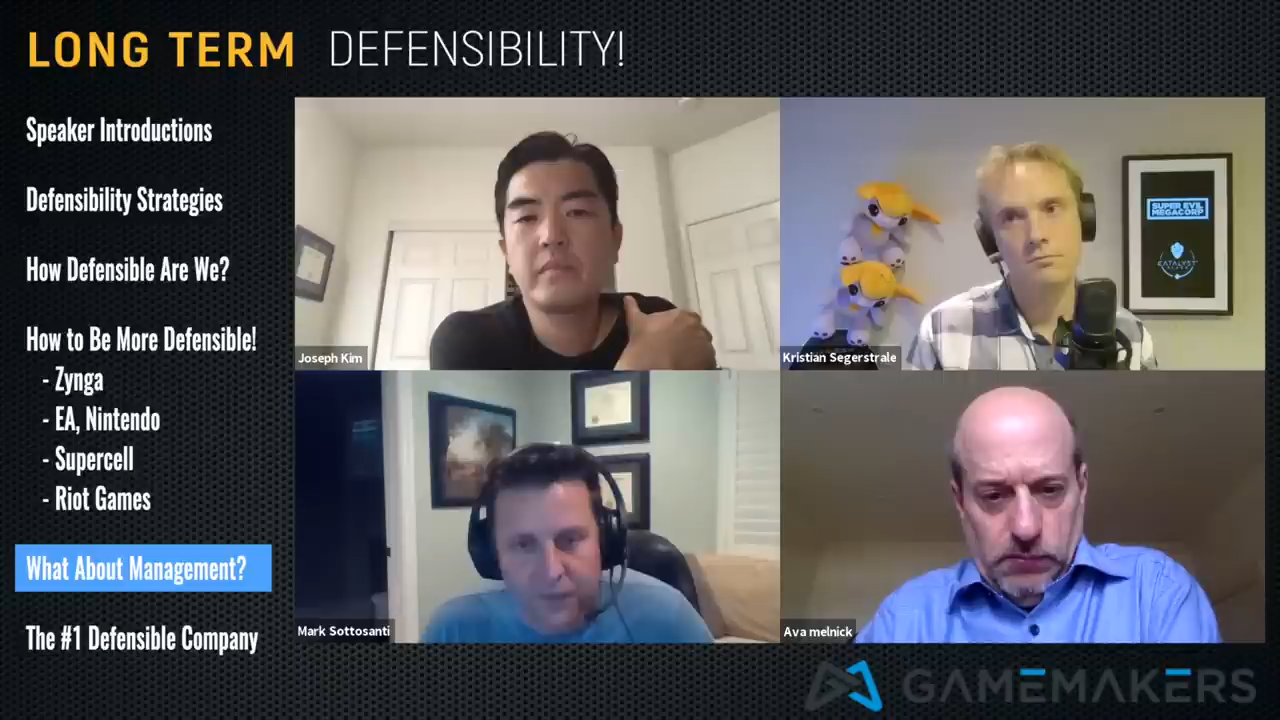 LONG TERM DEFENSIBILITY!
Speaker Introductions
Defensibility Strategies
How Defensible Are We?
How to Be More Defensible!
- Zynga
- EA, Nintendo
- Supercell
- Riot Games
What About Management?
The #1 Defensible Company
Joseph Kim
SUPER EVIL
MEGACORP
CATALYST
Kristian Segerstrale
Mark Sottosanti
Ava melnick
GAMEMAKERS